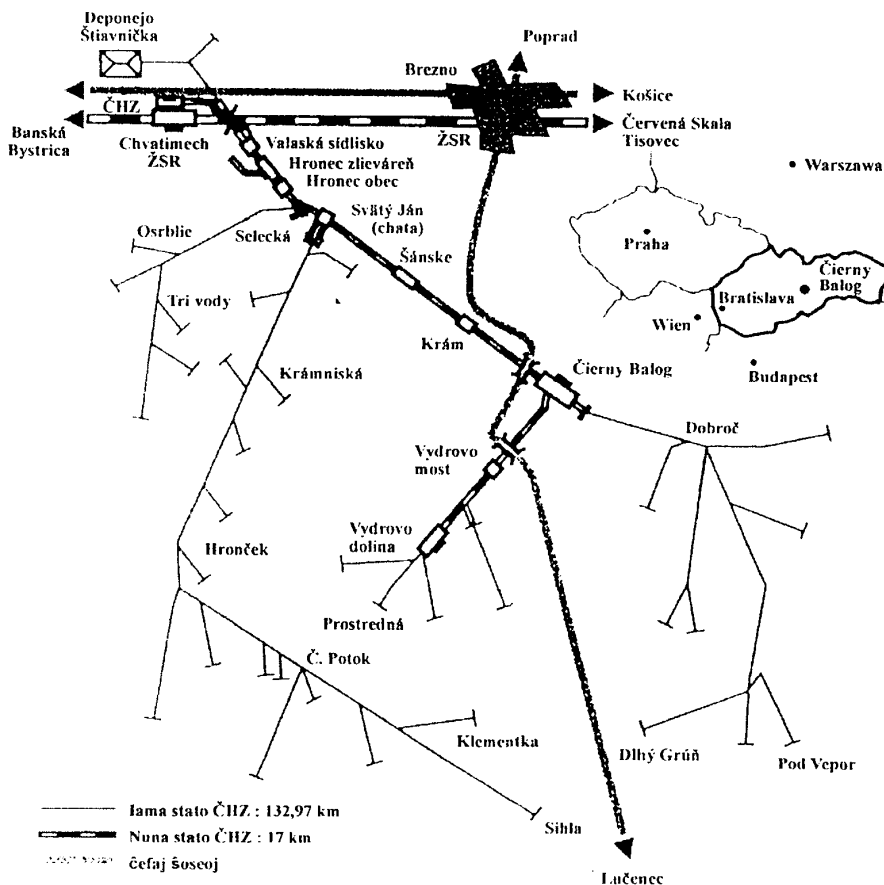 Deponejo
Štiavnička
Poprad
Brezno
Košice
ČHZ
Banská
Bystrica
Chvatimech
ŽSR
Valaská sídlisko
Hronec zlieváreň
Hronec obec
ŽSR
Červená Skala
Tisovec
Warszawa
Osrblie
Selecká
Svätý Ján
(chata)
Šánske
Praha
Čierny
Balog
Bratislava
Wien
Budapest
Tri vody
Krám
Krámniská
Čierny Balog
Dobroč
Vydrovo
most
Vydrovo
dolina
Hronček
Prostredná
Č. Potok
Klementka
Dlhý Grúň
Pod Vepor
Sihla
Lučenec
Iama stato ČHZ : 132,97 km
Nuna stato ČHZ : 17 km
ĉefaj ŝoseoj